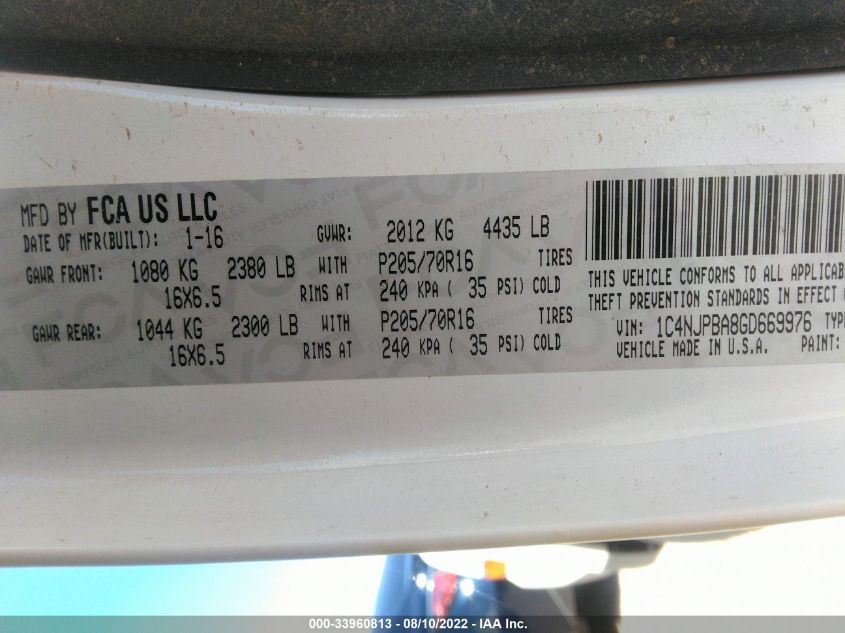 MFD BY FCA US LLC
DATE OF MFR(BUILT): 1-16 GVWR: 2012 KG 4435 LB
GAWR FRONT: 1080 KG 2380 LB WITH P205/70R16 TIRES
16X6.5 RIMS AT 240 KPA ( 35 PSI) COLD
GAWR REAR: 1044 KG 2300 LB WITH P205/70R16 TIRES
16X6.5 RIMS AT 240 KPA ( 35 PSI) COLD
THIS VEHICLE CONFORMS TO ALL APPLICAB
THEFT PREVENTION STANDARDS IN EFFECT
VIN: 1C4NJPBA8GD669976 TYP
VEHICLE MADE IN U.S.A. PAINT:
000-33960813 - 08/10/2022 - IAA Inc.